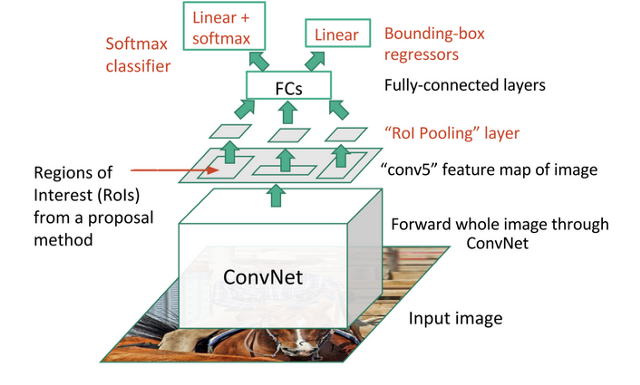 Linear +
softmax
Softmax
classifier
Linear
Bounding-box
regressors
FCs
Fully-connected layers
“RoI Pooling” layer
“conv5” feature map of image
Regions of
Interest (RoIs)
from a proposal
method
Forward whole image through
ConvNet
ConvNet
Input image